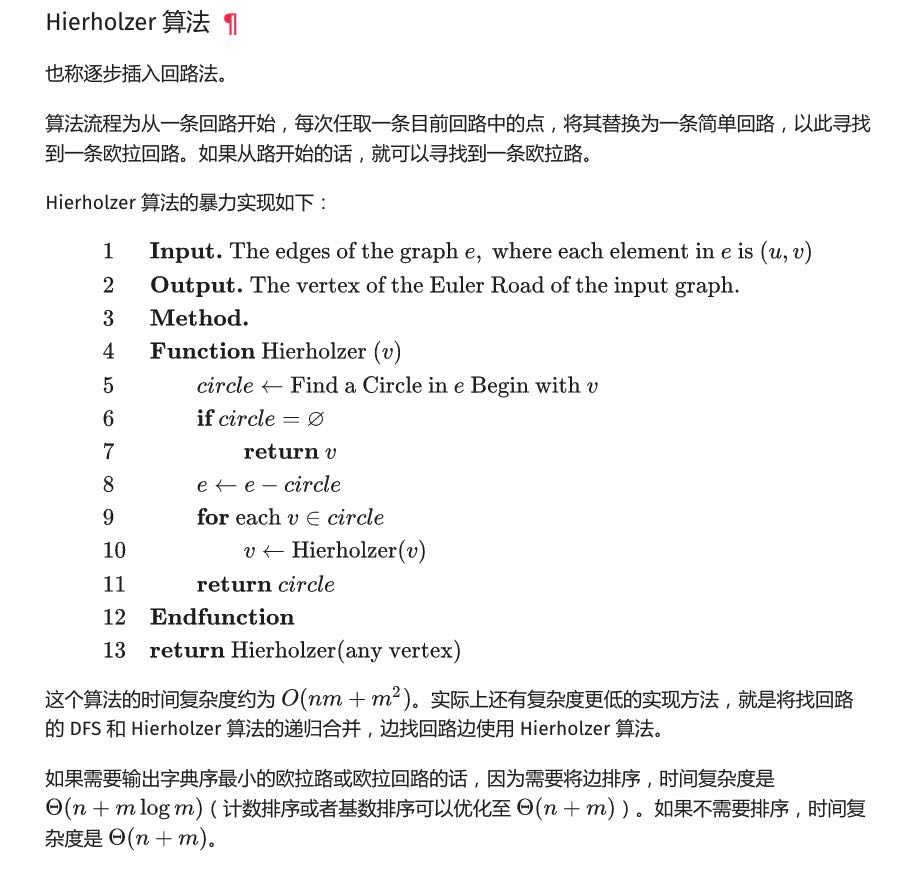 Hierholzer 算法 ¶
也称逐步插入回路法。
算法流程为从一条回路开始，每次任取一条目前回路中的点，将其替换为一条简单回路，以此寻找
到一条欧拉回路。如果从路开始的话，就可以寻找到一条欧拉路。
Hierholzer 算法的暴力实现如下：
1 Input. The edges of the graph e, where each element in e is (u, v)
2 Output. The vertex of the Euler Road of the input graph.
3 Method.
4 Function Hierholzer (v)
5 circle ← Find a Circle in e Begin with v
6 if circle = ∅
7 return v
8 e ← e − circle
9 for each v ∈ circle
10 v ← Hierholzer(v)
11 return circle
12 Endfunction
13 return Hierholzer(any vertex)
这个算法的时间复杂度约为 O(nm + m²)。实际上还有复杂度更低的实现方法，就是将找回路
的 DFS 和 Hierholzer 算法的递归合并，边找回路边使用 Hierholzer 算法。
如果需要输出字典序最小的欧拉路或欧拉回路的话，因为需要将边排序，时间复杂度是
Θ(n + m log m)（计数排序或者基数排序可以优化至 Θ(n + m)）。如果不需要排序，时间复
杂度是 Θ(n + m)。